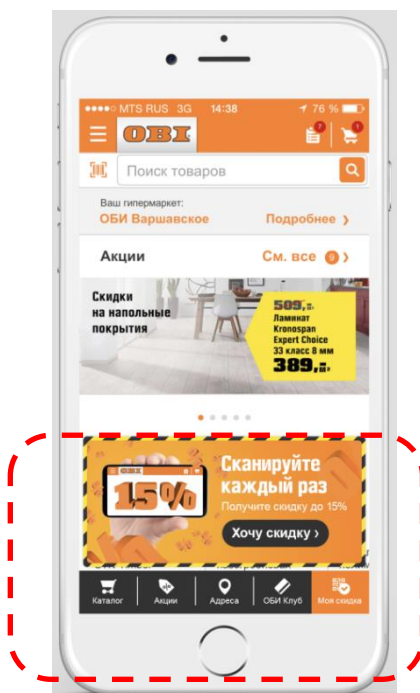 MTS RUS 3G 14:38 76 %
OBI 7 1
Поиск товаров
Ваш гипермаркет:
ОБИ Варшавское Подробнее
Акции См. все 9
Скидки
на напольные
покрытия
509,
Ламинат
Kronospan
Expert Choice
33 класс 8 мм
389,
OBI
15%
Сканируйте
каждый раз
Получите скидку до 15%
Хочу скидку
Каталог Акции Адреса ОБИ Клуб Моя скидка